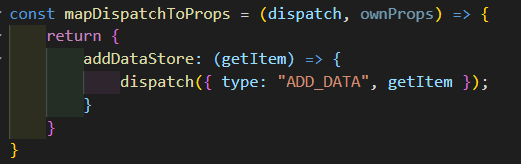 const mapDispatchToProps = (dispatch, ownProps) => {
    return {
        addDataStore: (getItem) => {
            dispatch({ type: "ADD_DATA", getItem });
        }
    }
}